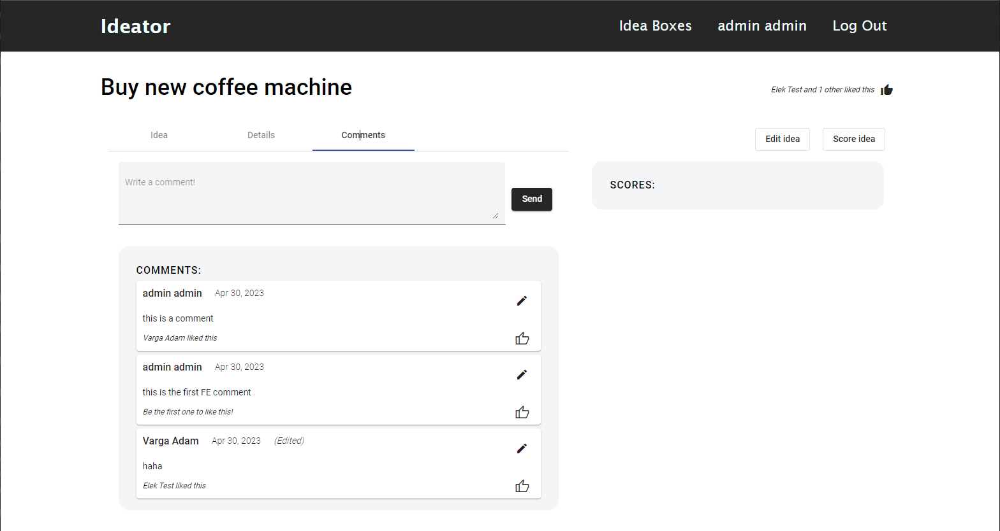 Ideator
Idea Boxes
admin admin
Log Out
Buy new coffee machine
Elek Test and 1 other liked this
Idea
Details
Comments
Edit idea
Score idea
Write a comment!
Send
SCORES:
COMMENTS:
admin admin Apr 30, 2023
this is a comment
Varga Adam liked this
admin admin Apr 30, 2023
this is the first FE comment
Be the first one to like this!
Varga Adam Apr 30, 2023 (Edited)
haha
Elek Test liked this